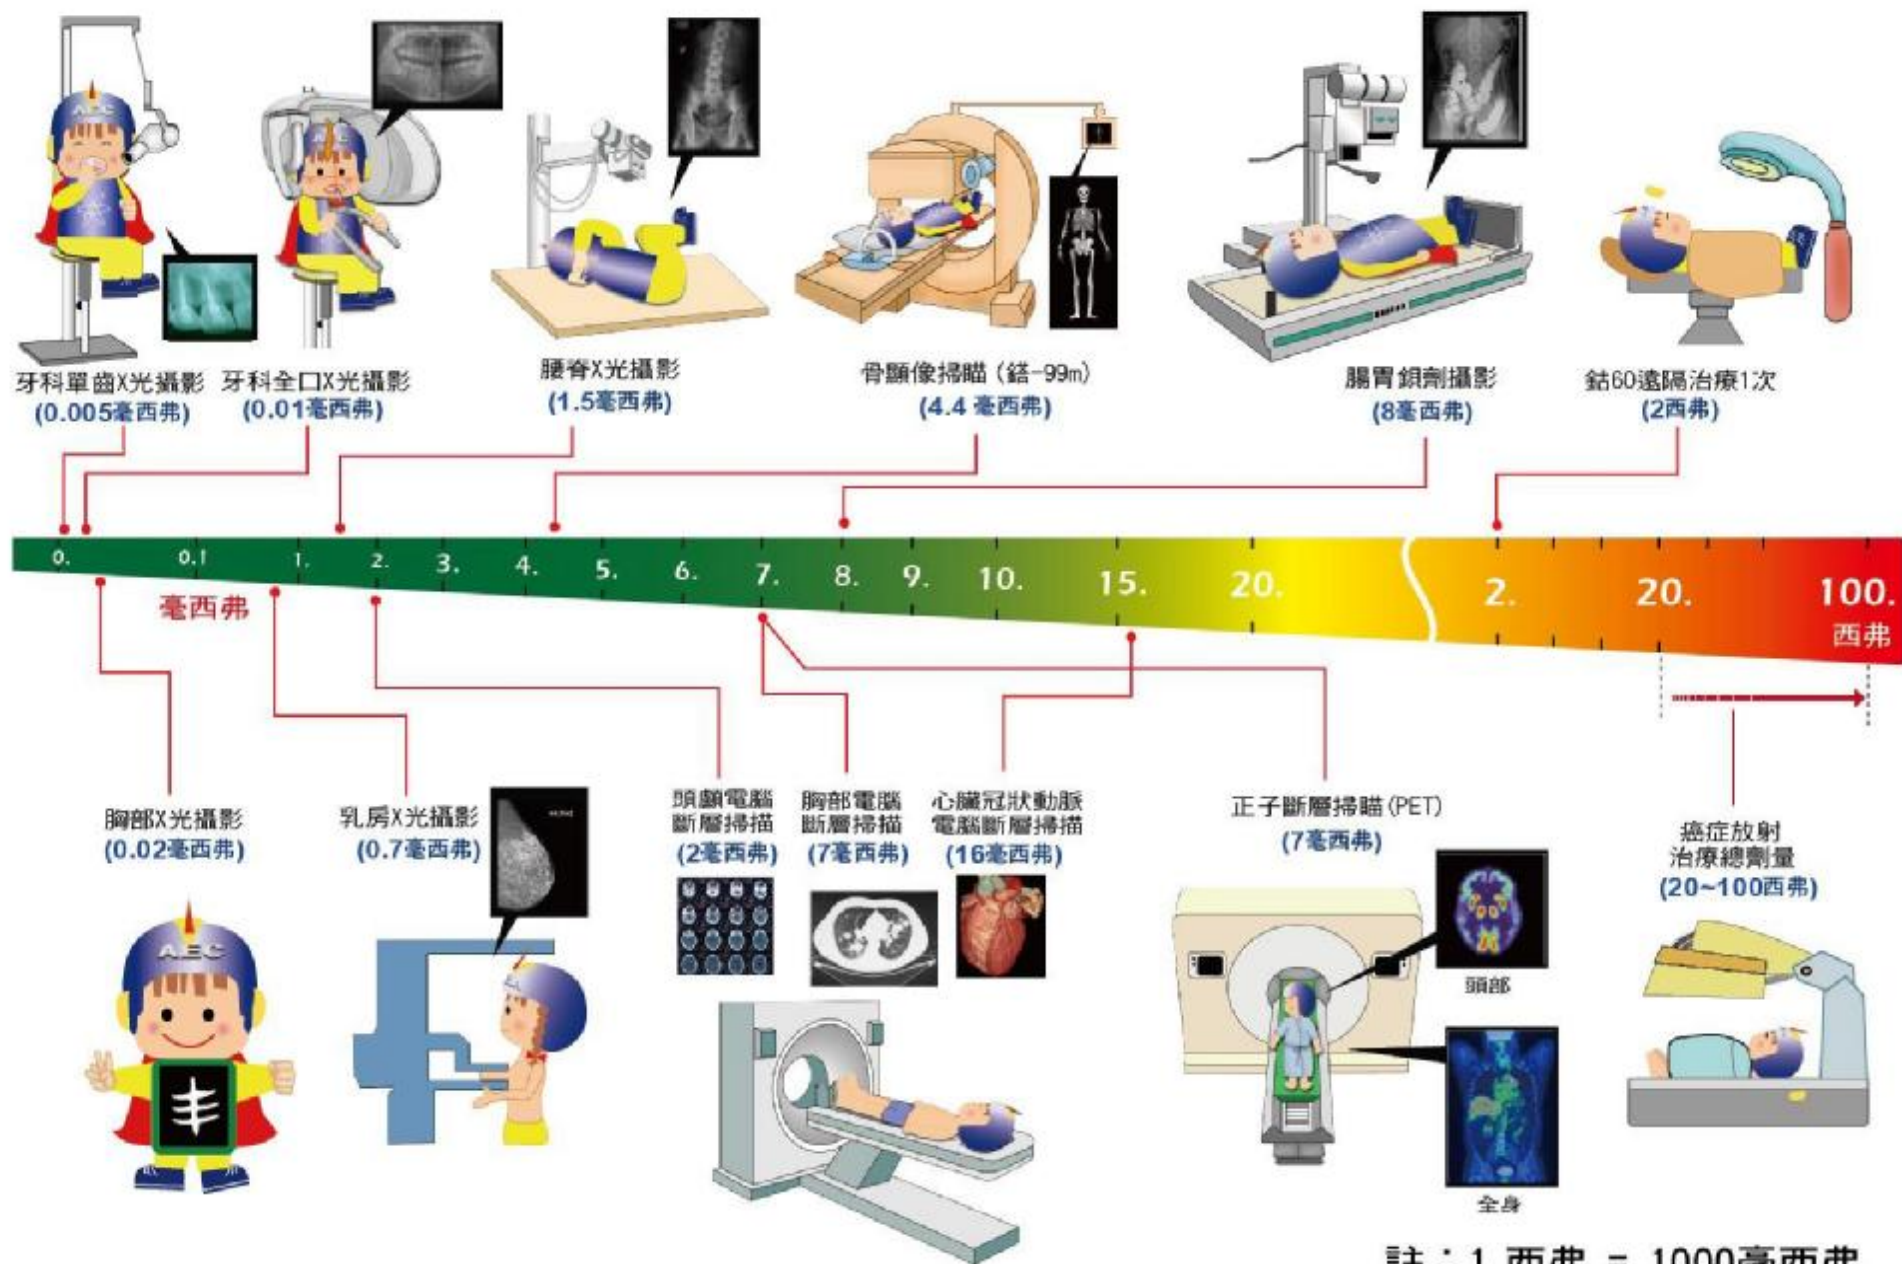 AEC
AEC
牙科單齒X光攝影
(0.005毫西弗)
牙科全口X光攝影
(0.01毫西弗)
腰脊X光攝影
(1.5毫西弗)
骨顯像掃瞄(鎝-99m)
(4.4 毫西弗)
腸胃鋇劑攝影
(8毫西弗)
鈷60遠隔治療1次
(2西弗)
0. 0.1 1. 2. 3. 4. 5. 6. 7. 8. 9. 10. 15. 20. 2. 20. 100.
毫西弗
西弗
胸部X光攝影
(0.02毫西弗)
乳房X光攝影
(0.7毫西弗)
頭顱電腦
斷層掃描
(2毫西弗)
胸部電腦
斷層掃描
(7毫西弗)
心臟冠狀動脈
電腦斷層掃描
(16毫西弗)
正子斷層掃瞄(PET)
(7毫西弗)
癌症放射
治療總劑量
(20~100西弗)
AEC
頭部
全身
註：1 西弗 = 1000毫西弗